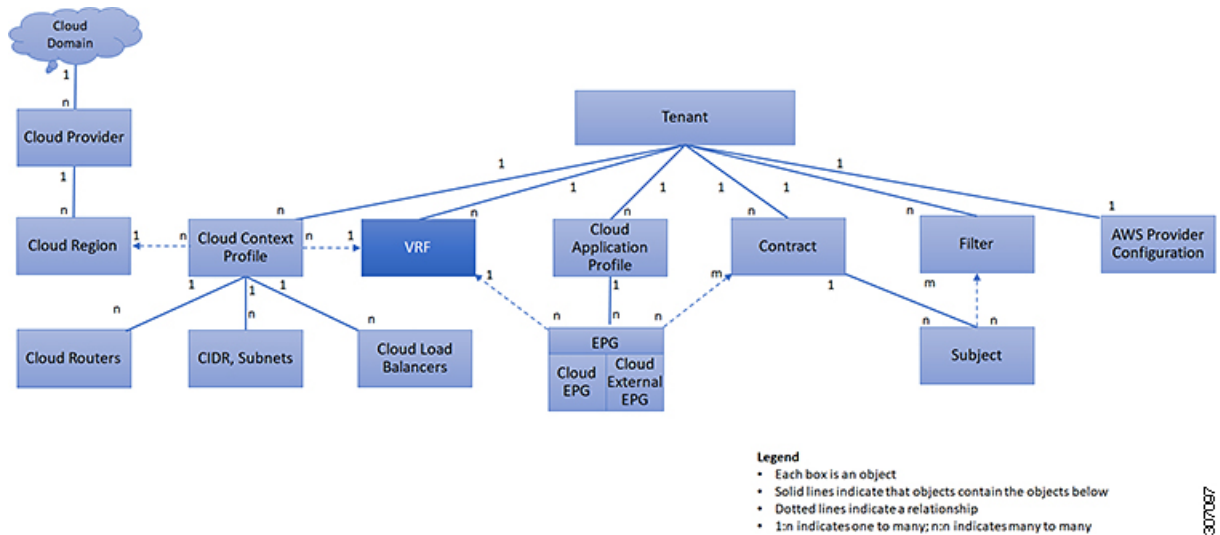 Cloud
Domain
1
n
Cloud Provider
1
n
Tenant
1
1
1
1
1
1
n
n
n
n
n
1
Cloud Region
1
n
Cloud Context
Profile
n
1
VRF
Cloud
Application
Profile
Contract
Filter
AWS Provider
Configuration
1
1
1
1
1
m
1
m
n
n
n
n
n
n
n
n
Cloud Routers
CIDR, Subnets
Cloud Load
Balancers
EPG
Cloud
EPG
Cloud
External
EPG
Subject
Legend
• Each box is an object
• Solid lines indicate that objects contain the objects below
• Dotted lines indicate a relationship
• 1:n indicates one to many; n:n indicates many to many
307097